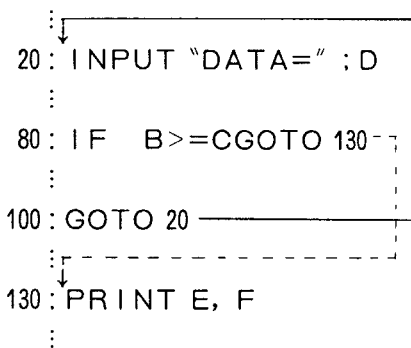 20: INPUT "DATA=" ; D
80: IF B>=CGOTO 130
100: GOTO 20
130: PRINT E, F